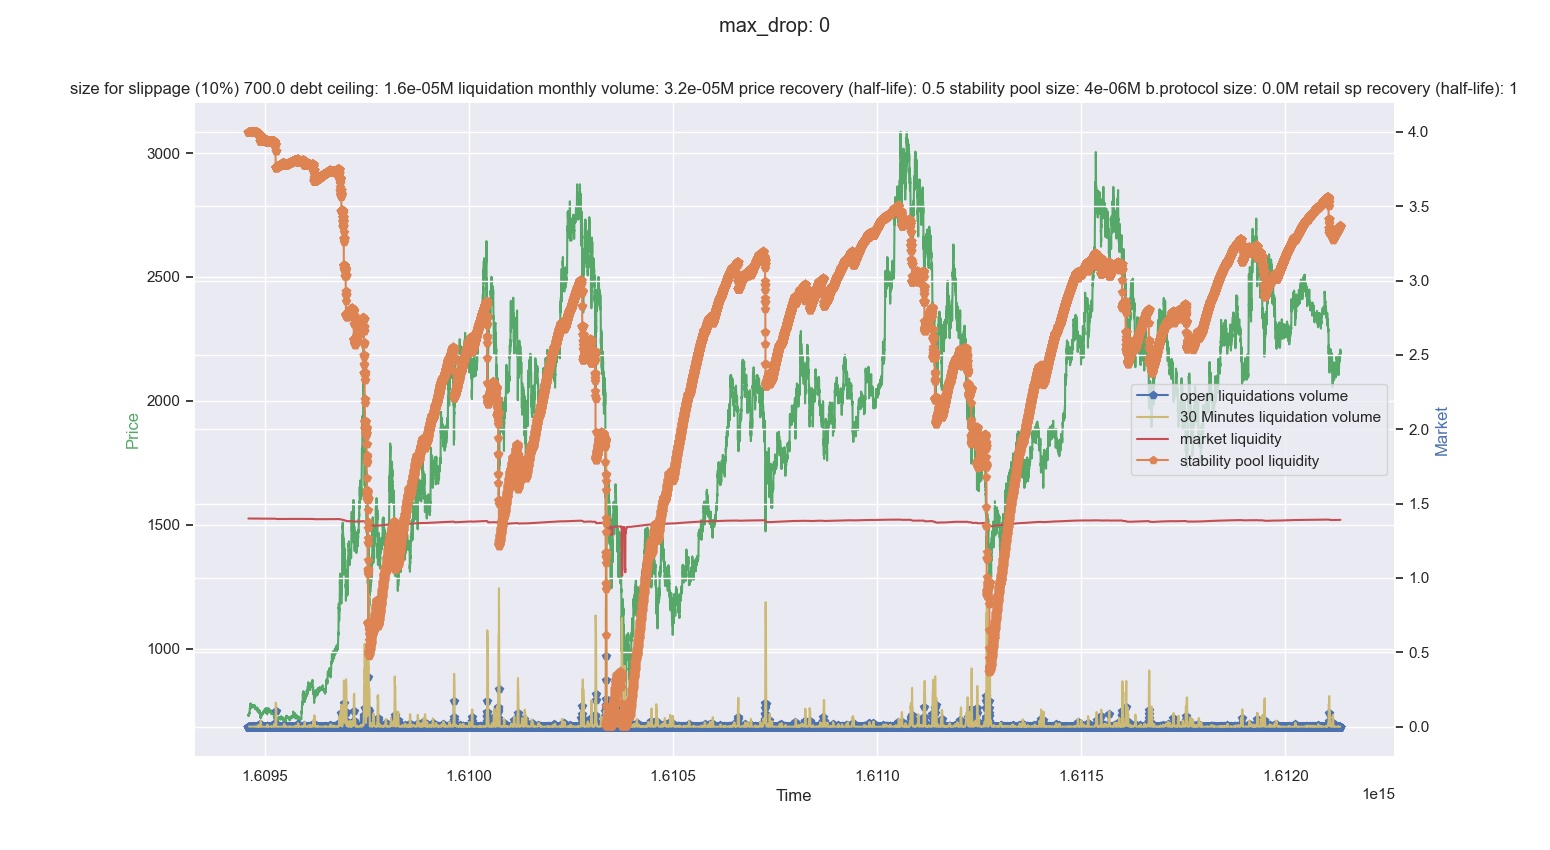 max_drop: 0
size for slippage (10%) 700.0 debt ceiling: 1.6e-05M liquidation monthly volume: 3.2e-05M price recovery (half-life): 0.5 stability pool size: 4e-06M b.protocol size: 0.0M retail sp recovery (half-life): 1
3000
2500
2000
1500
1000
Price
4.0
3.5
3.0
2.5
2.0
1.5
1.0
0.5
0.0
Market
open liquidations volume
30 Minutes liquidation volume
market liquidity
stability pool liquidity
1.6095 1.6100 1.6105 1.6110 1.6115 1.6120
1e15
Time